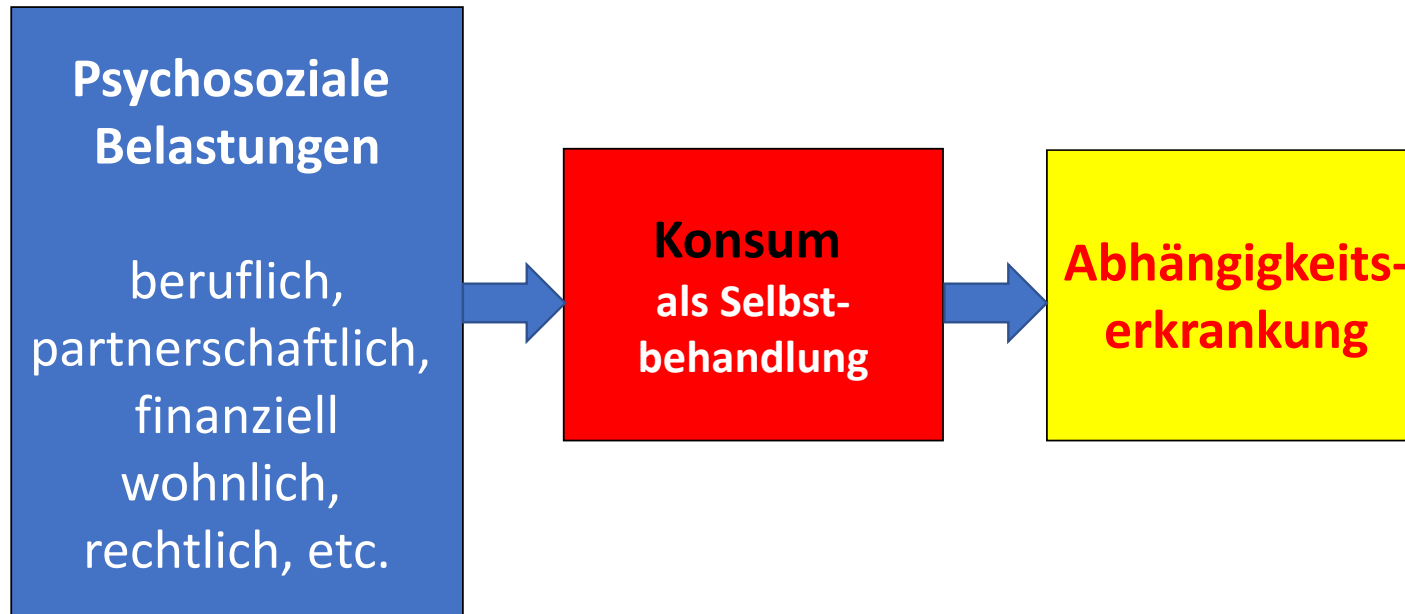 Psychosoziale
Belastungen
beruflich,
partnerschaftlich,
finanziell
wohnlich,
rechtlich, etc.
Konsum
als Selbst-
behandlung
Abhängigkeits-
erkrankung